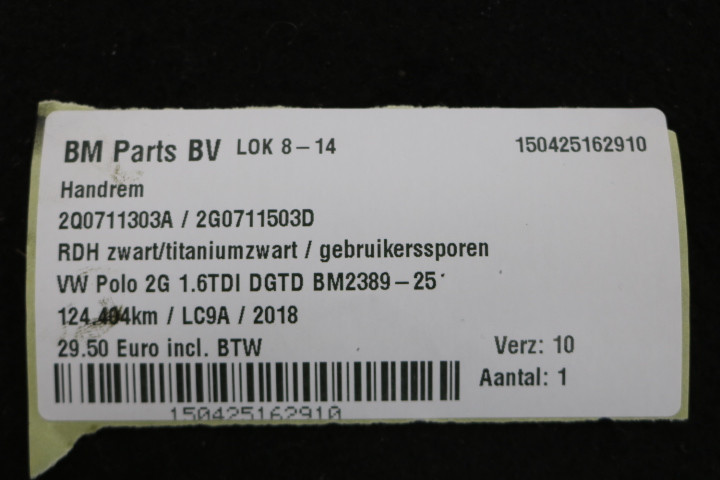 BM Parts BV LOK 8-14 150425162910
Handrem
2Q0711303A / 2G0711503D
RDH zwart/titaniumzwart / gebruikerssporen
VW Polo 2G 1.6TDI DGTD BM2389-25
124.404km / LC9A / 2018
29.50 Euro incl. BTW Verz: 10
Aantal: 1
150425162910